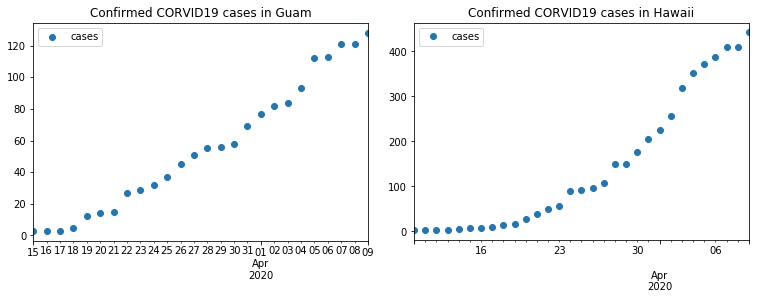 Confirmed CORVID19 cases in Guam
cases
120
100
80
60
40
20
0
15 16 17 18 19 20 21 22 23 24 25 26 27 28 29 30 31 01 02 03 04 05 06 07 08 09
Apr
2020
Confirmed CORVID19 cases in Hawaii
cases
400
300
200
100
0
16 23 30 06
Apr
2020